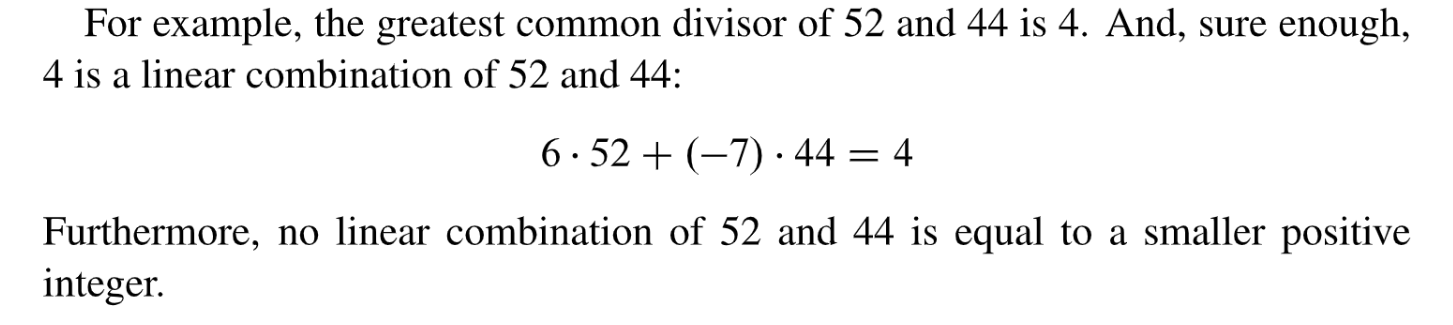 For example, the greatest common divisor of 52 and 44 is 4. And, sure enough,
4 is a linear combination of 52 and 44:
6 · 52 + (−7) · 44 = 4
Furthermore, no linear combination of 52 and 44 is equal to a smaller positive
integer.